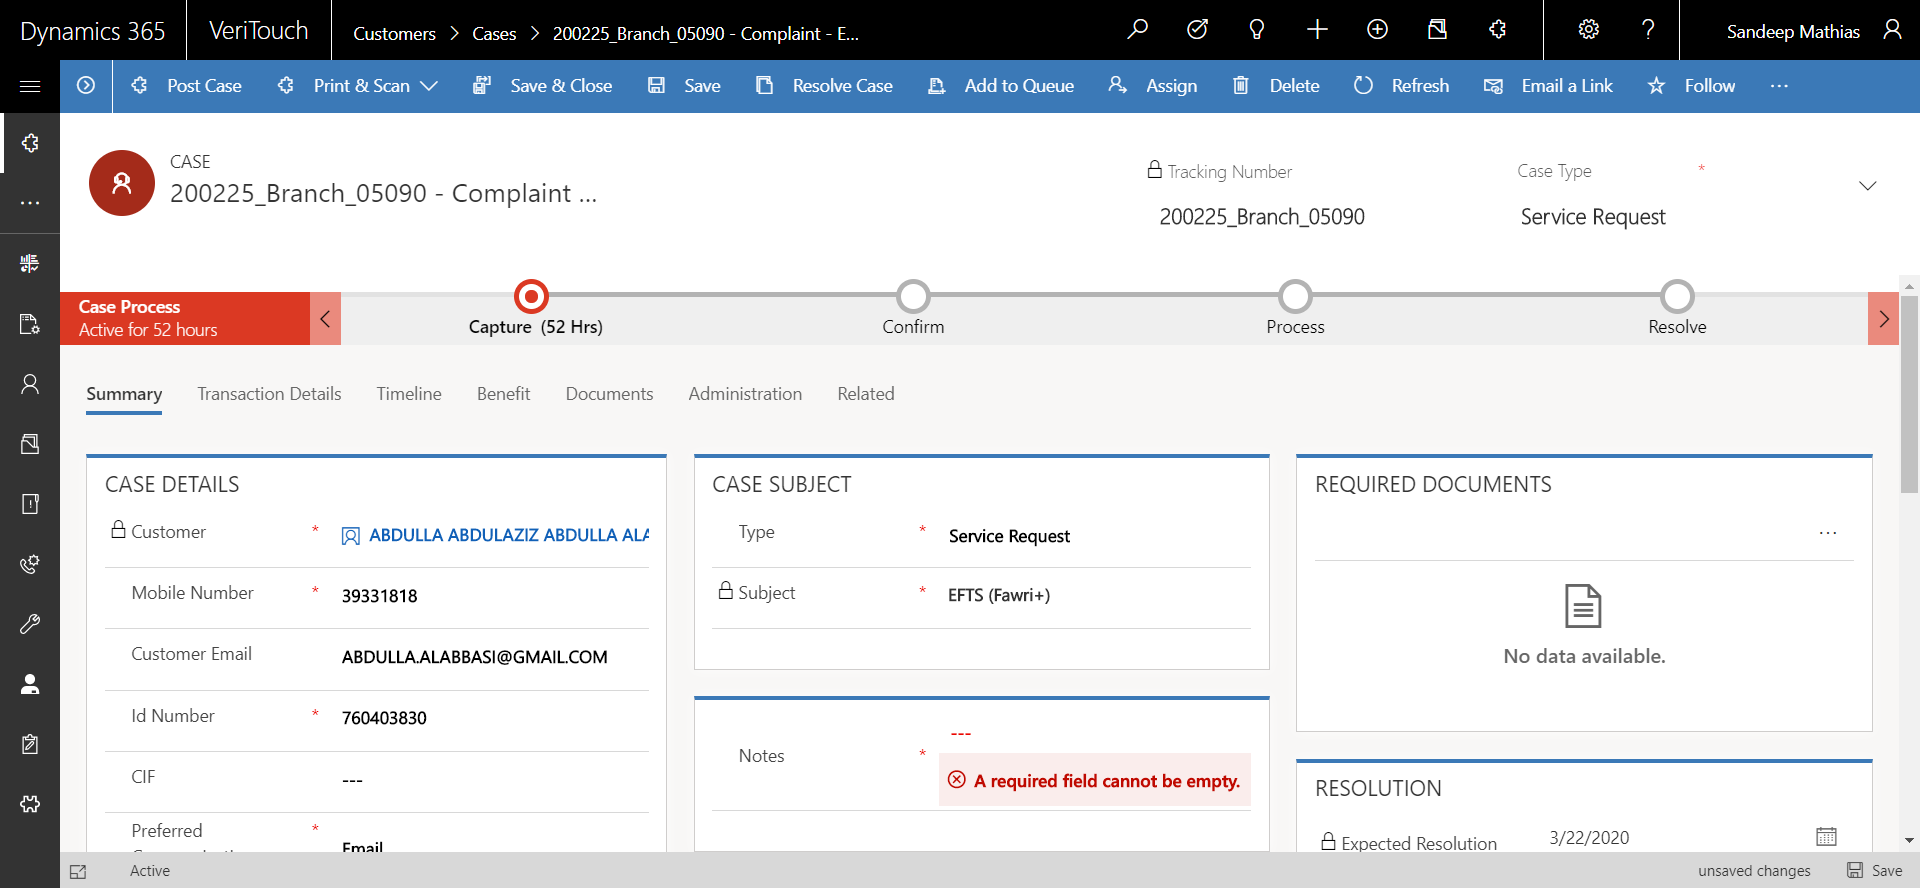 Dynamics 365
VeriTouch
Customers > Cases > 200225_Branch_05090 - Complaint - E...
Sandeep Mathias
Post Case
Print & Scan
Save & Close
Save
Resolve Case
Add to Queue
Assign
Delete
Refresh
Email a Link
Follow
...
CASE
200225_Branch_05090 - Complaint ...
Tracking Number
200225_Branch_05090
Case Type *
Service Request
Case Process
Active for 52 hours
Capture (52 Hrs)
Confirm
Process
Resolve
Summary
Transaction Details
Timeline
Benefit
Documents
Administration
Related
CASE DETAILS
Customer * ABDULLA ABDULAZIZ ABDULLA ALA
Mobile Number * 39331818
Customer Email ABDULLA.ALABBASI@GMAIL.COM
Id Number * 760403830
CIF ---
Preferred * Email
CASE SUBJECT
Type * Service Request
Subject * EFTS (Fawri+)
---
Notes *
A required field cannot be empty.
REQUIRED DOCUMENTS
...
No data available.
RESOLUTION
Expected Resolution 3/22/2020
Active
unsaved changes
Save